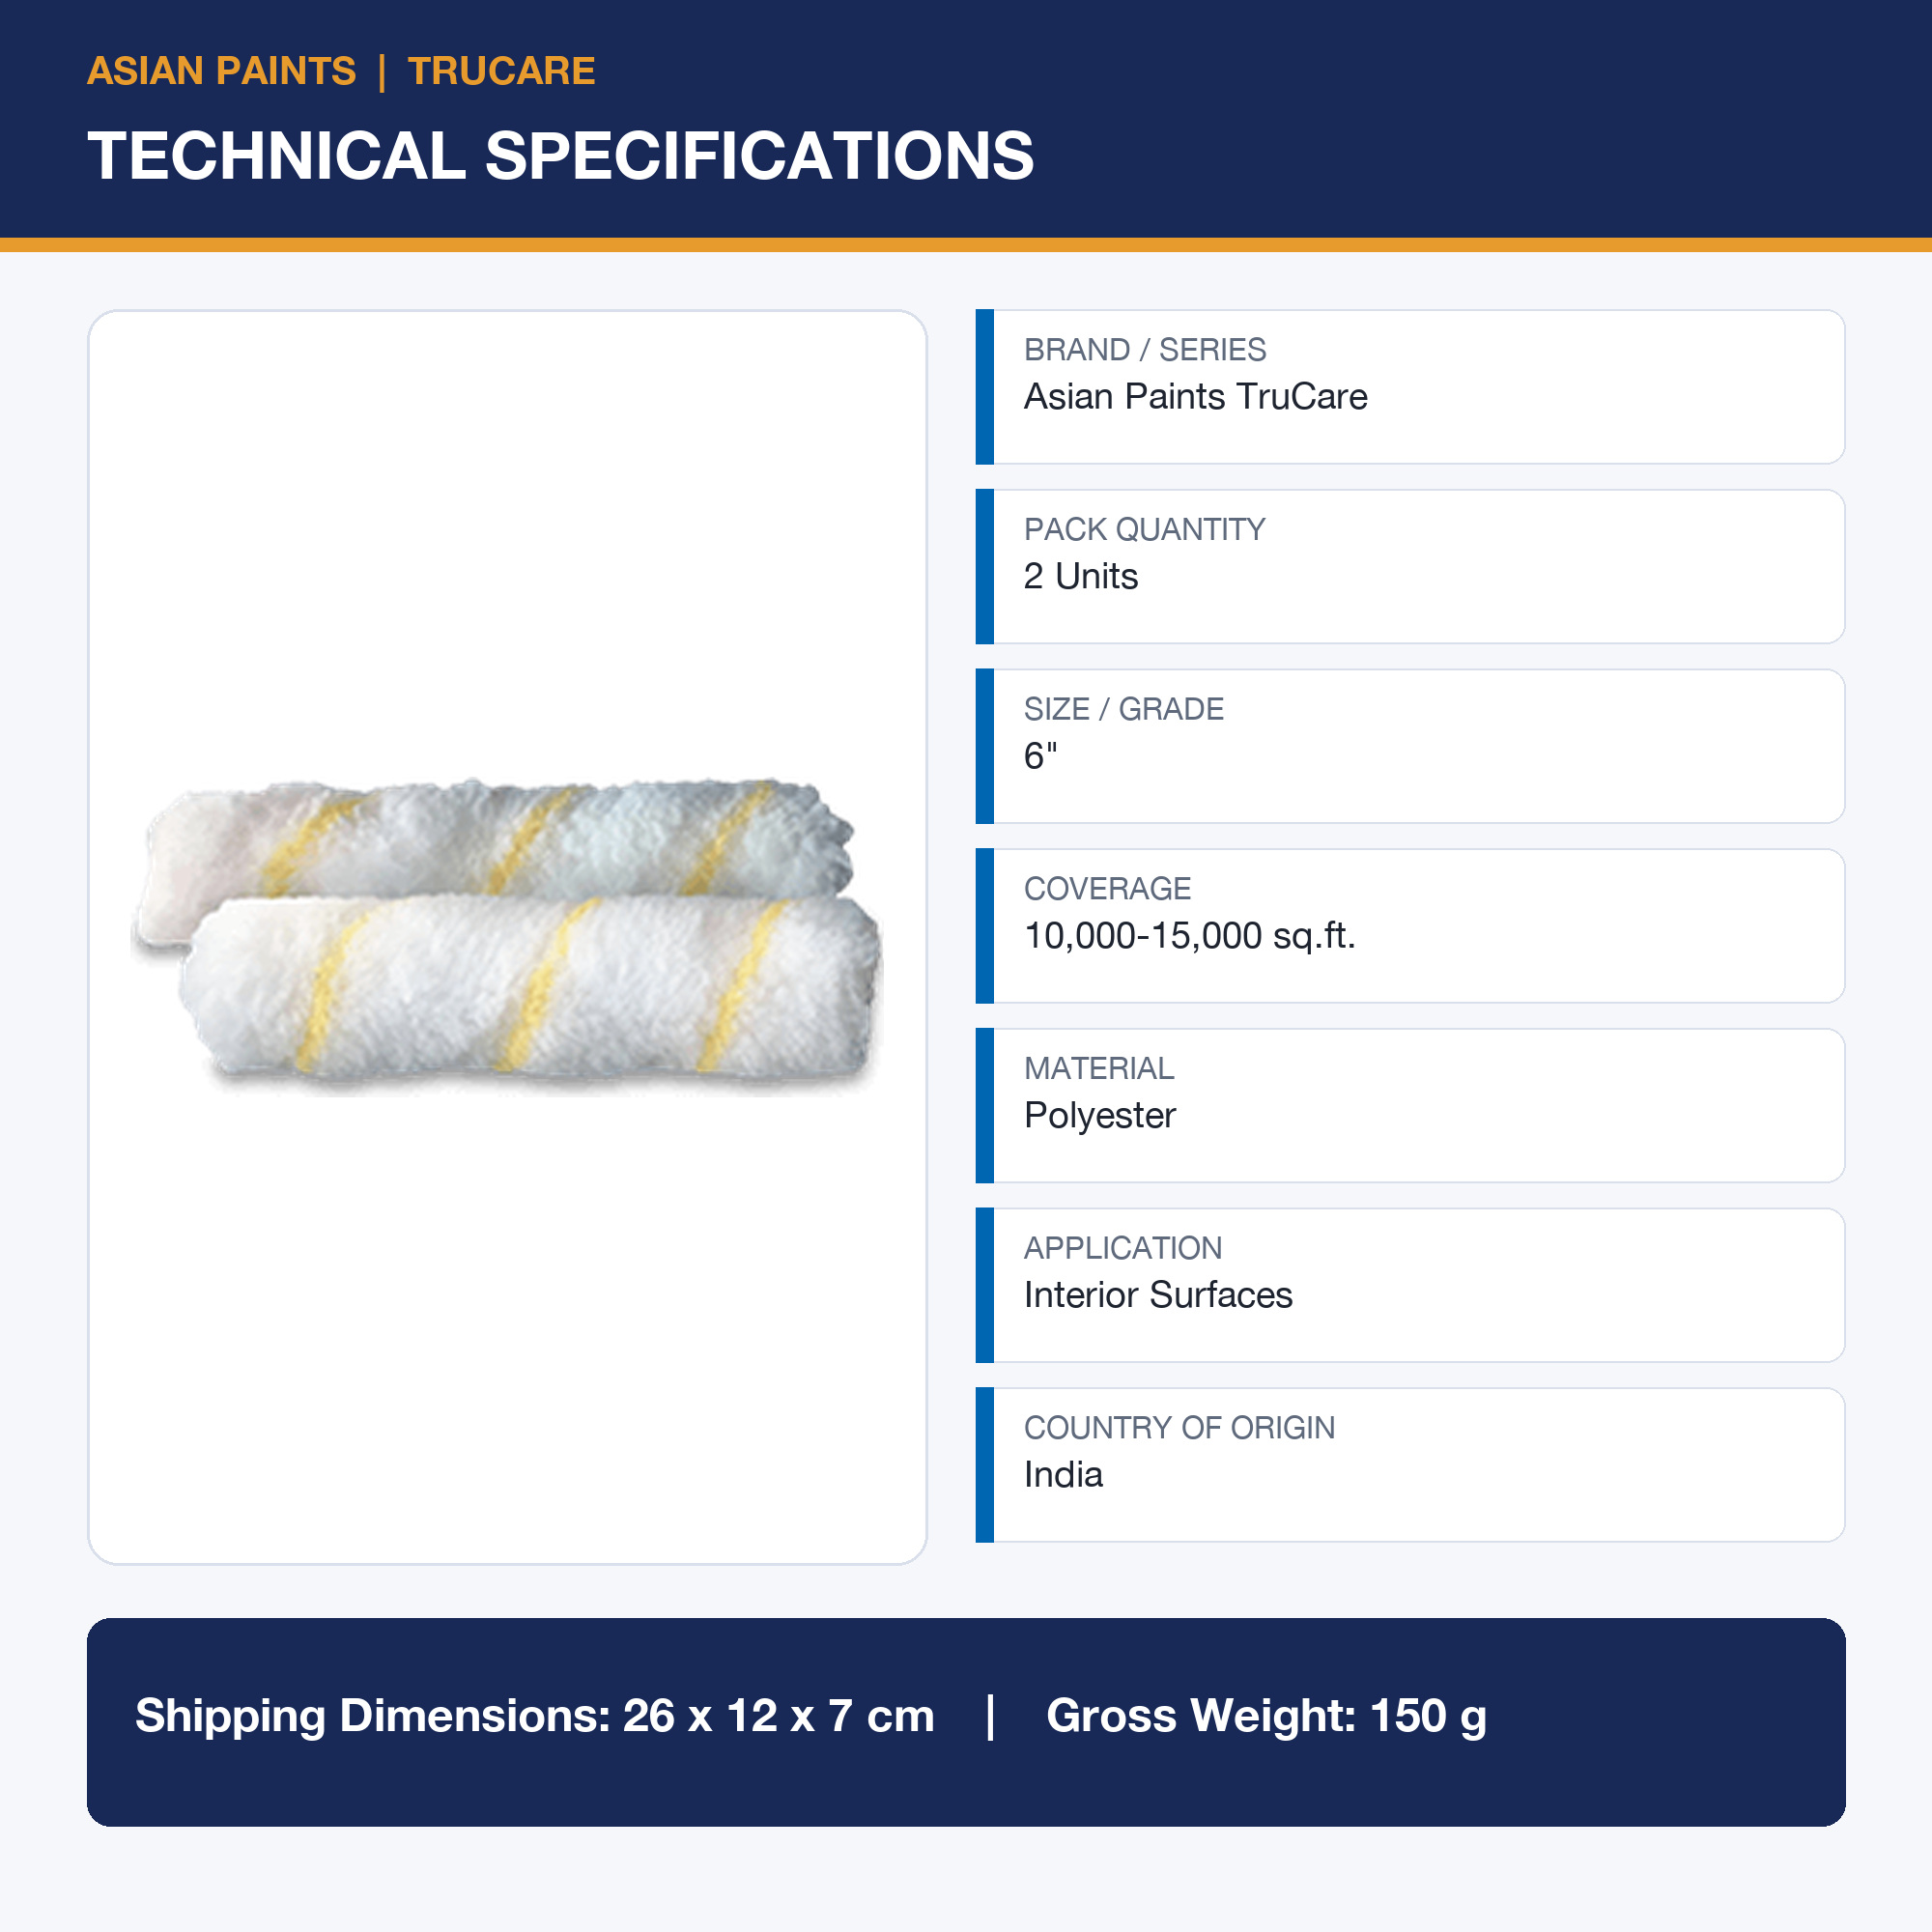 ASIAN PAINTS | TRUCARE
TECHNICAL SPECIFICATIONS
BRAND / SERIES
Asian Paints TruCare
PACK QUANTITY
2 Units
SIZE / GRADE
6"
COVERAGE
10,000-15,000 sq.ft.
MATERIAL
Polyester
APPLICATION
Interior Surfaces
COUNTRY OF ORIGIN
India
Shipping Dimensions: 26 x 12 x 7 cm | Gross Weight: 150 g